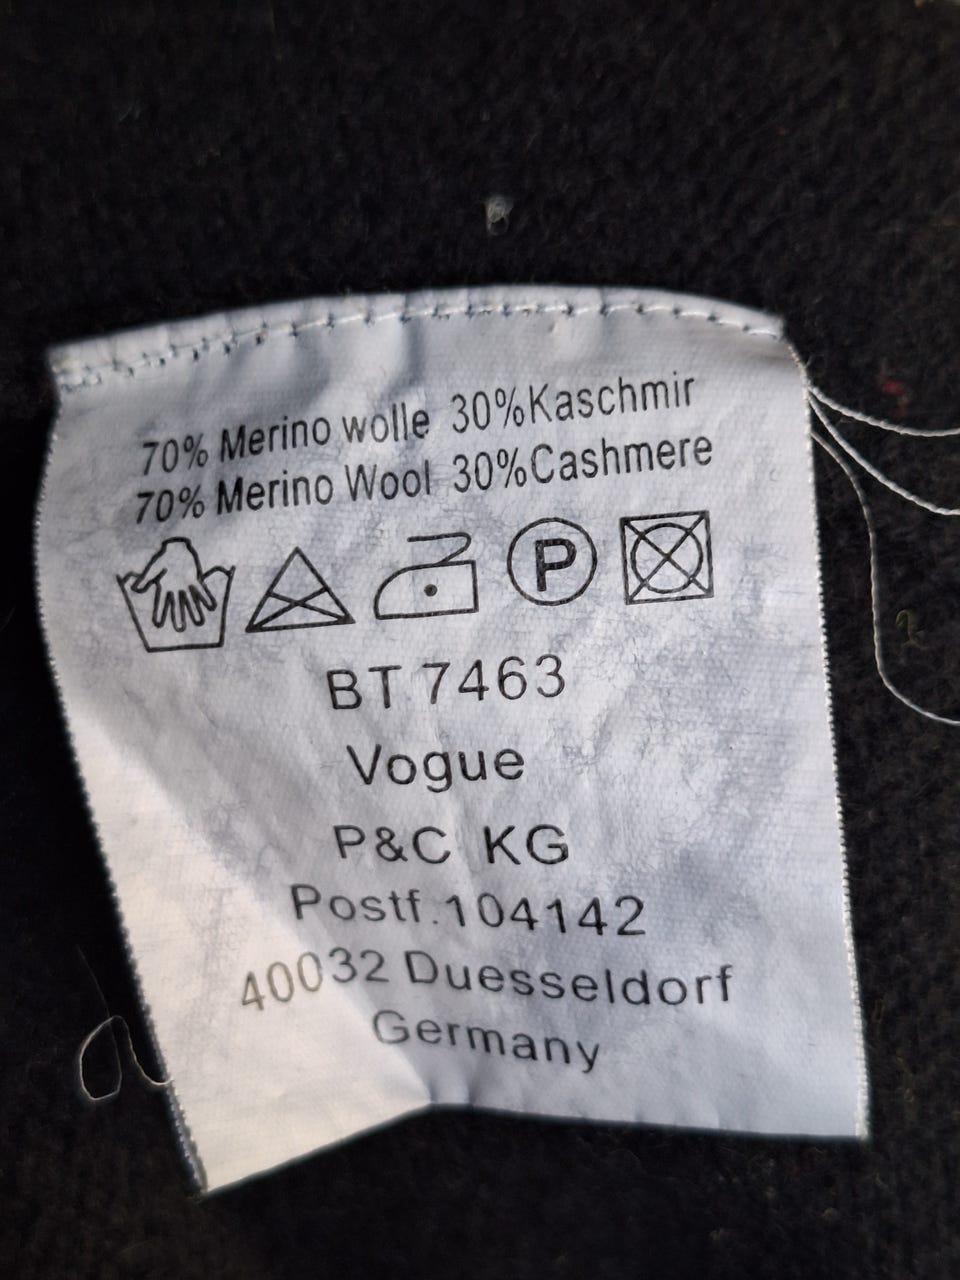 70% Merino wolle 30%Kaschmir
70% Merino Wool 30%Cashmere
P
BT 7463
Vogue
P&C KG
Postf.104142
40032 Duesseldorf
Germany